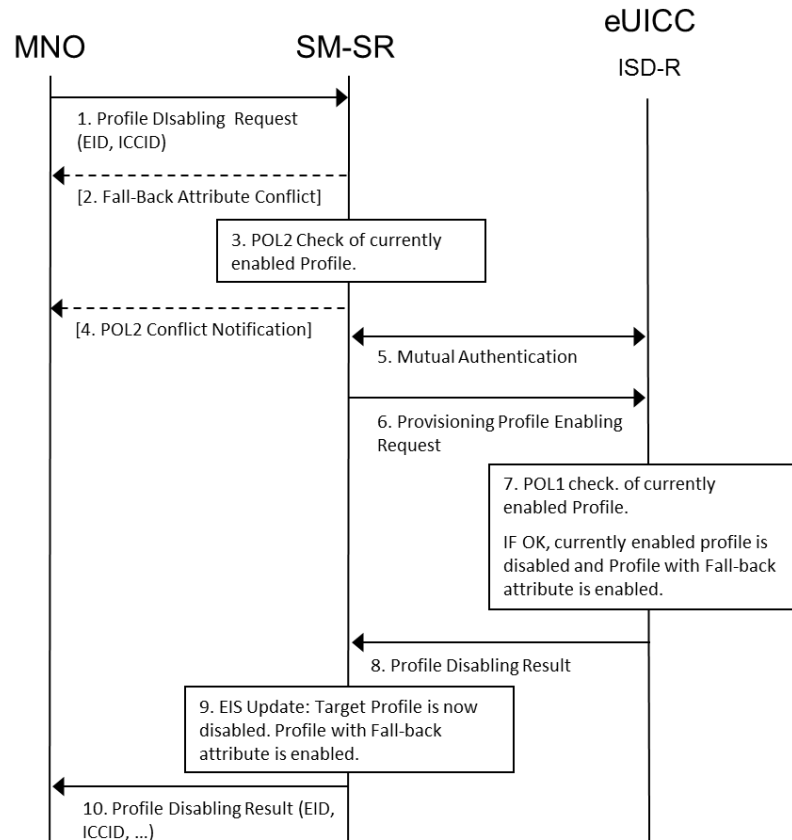 MNO
SM-SR
eUICC
ISD-R
1. Profile DIsabling Request
(EID, ICCID)
[2. Fall-Back Attribute Conflict]
3. POL2 Check of currently
enabled Profile.
[4. POL2 Conflict Notification]
5. Mutual Authentication
6. Provisioning Profile Enabling
Request
7. POL1 check. of currently
enabled Profile.
IF OK, currently enabled profile is
disabled and Profile with Fall-back
attribute is enabled.
8. Profile Disabling Result
9. EIS Update: Target Profile is now
disabled. Profile with Fall-back
attribute is enabled.
10. Profile Disabling Result (EID,
ICCID, ...)